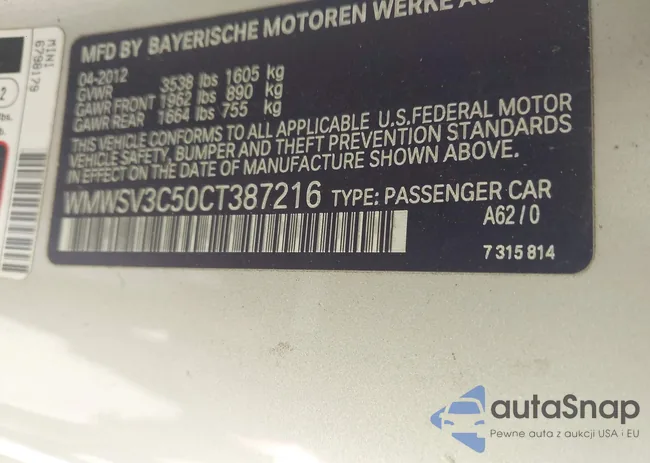 MFD BY BAYERISCHE MOTOREN WERKE AG
04-2012
GVWR 3538 lbs 1605 kg
GAWR FRONT 1962 lbs 890 kg
GAWR REAR 1664 lbs 755 kg
THIS VEHICLE CONFORMS TO ALL APPLICABLE U.S.FEDERAL MOTOR
VEHICLE SAFETY, BUMPER AND THEFT PREVENTION STANDARDS
IN EFFECT ON THE DATE OF MANUFACTURE SHOWN ABOVE.
WMWSV3C50CT387216 TYPE: PASSENGER CAR
A62/0
7 315 814
MINI
6798179
2
lbs.
lb.
autaSnap
Pewne auta z aukcji USA i EU